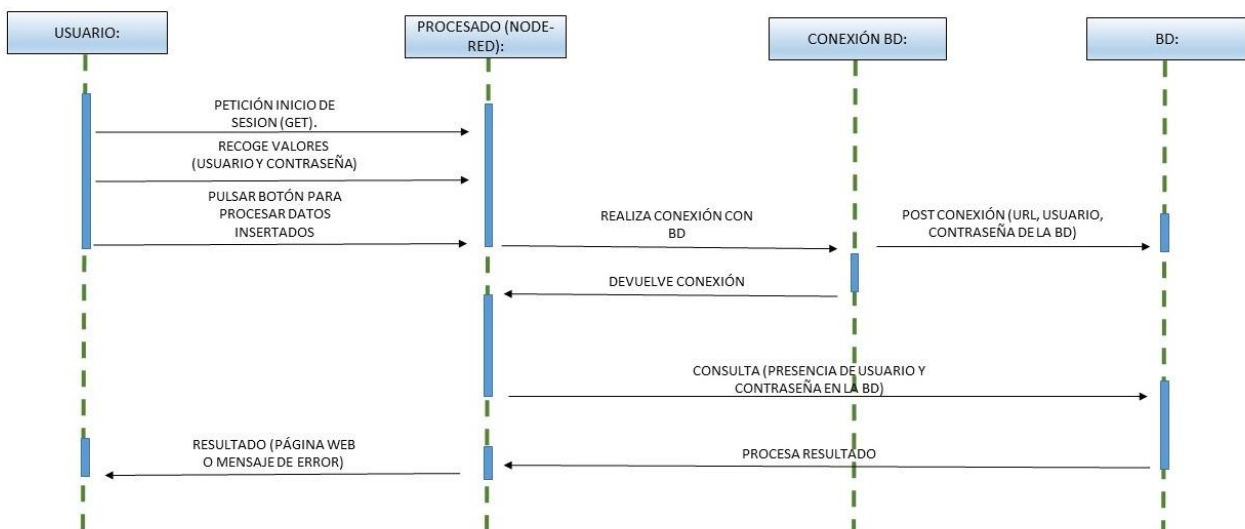 USUARIO:
PROCESADO (NODE-
RED):
CONEXIÓN BD:
BD:
PETICIÓN INICIO DE
SESION (GET).
RECOGE VALORES
(USUARIO Y CONTRASEÑA)
PULSAR BOTÓN PARA
PROCESAR DATOS
INSERTADOS
REALIZA CONEXIÓN CON
BD
POST CONEXIÓN (URL, USUARIO,
CONTRASEÑA DE LA BD)
DEVUELVE CONEXIÓN
CONSULTA (PRESENCIA DE USUARIO Y
CONTRASEÑA EN LA BD)
RESULTADO (PÁGINA WEB
O MENSAJE DE ERROR)
PROCESA RESULTADO